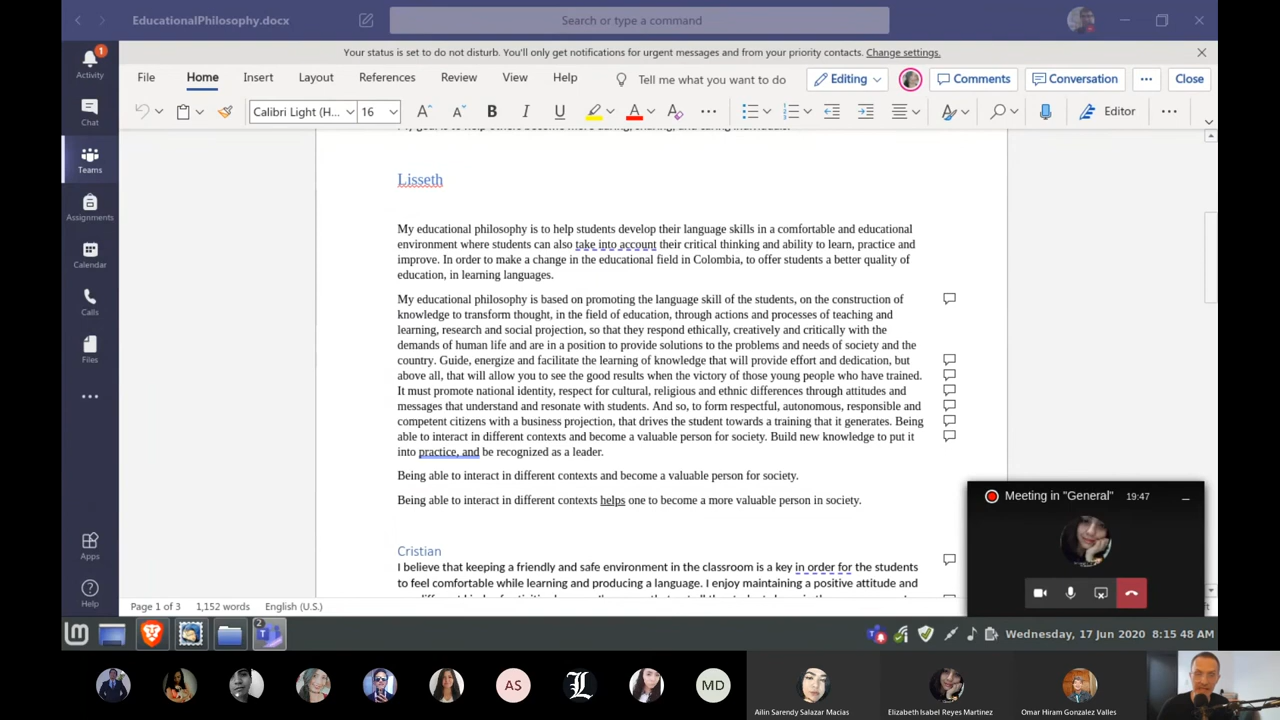 EducationalPhilosophy.docx
Search or type a command
Your status is set to do not disturb. You'll only get notifications for urgent messages and from your priority contacts. Change settings.
1
Activity
Chat
Teams
Assignments
Calendar
Calls
Files
Apps
Help
File Home Insert Layout References Review View Help Tell me what you want to do Editing Comments Conversation Close
Calibri Light (H... 16 B I U A Editor
Lisseth
My educational philosophy is to help students develop their language skills in a comfortable and educational
environment where students can also take into account their critical thinking and ability to learn, practice and
improve. In order to make a change in the educational field in Colombia, to offer students a better quality of
education, in learning languages.
My educational philosophy is based on promoting the language skill of the students, on the construction of
knowledge to transform thought, in the field of education, through actions and processes of teaching and
learning, research and social projection, so that they respond ethically, creatively and critically with the
demands of human life and are in a position to provide solutions to the problems and needs of society and the
country. Guide, energize and facilitate the learning of knowledge that will provide effort and dedication, but
above all, that will allow you to see the good results when the victory of those young people who have trained.
It must promote national identity, respect for cultural, religious and ethnic differences through attitudes and
messages that understand and resonate with students. And so, to form respectful, autonomous, responsible and
competent citizens with a business projection, that drives the student towards a training that it generates. Being
able to interact in different contexts and become a valuable person for society. Build new knowledge to put it
into practice, and be recognized as a leader.
Being able to interact in different contexts and become a valuable person for society.
Being able to interact in different contexts helps one to become a more valuable person in society.
Cristian
I believe that keeping a friendly and safe environment in the classroom is a key in order for the students
to feel comfortable while learning and producing a language. I enjoy maintaining a positive attitude and
Meeting in "General" 19:47
Page 1 of 3 1,152 words English (U.S.)
2
Wednesday, 17 Jun 2020 8:15:48 AM
AS
L
MD
Ailin Sarendy Salazar Macias
Elizabeth Isabel Reyes Martinez
Omar Hiram Gonzalez Valles